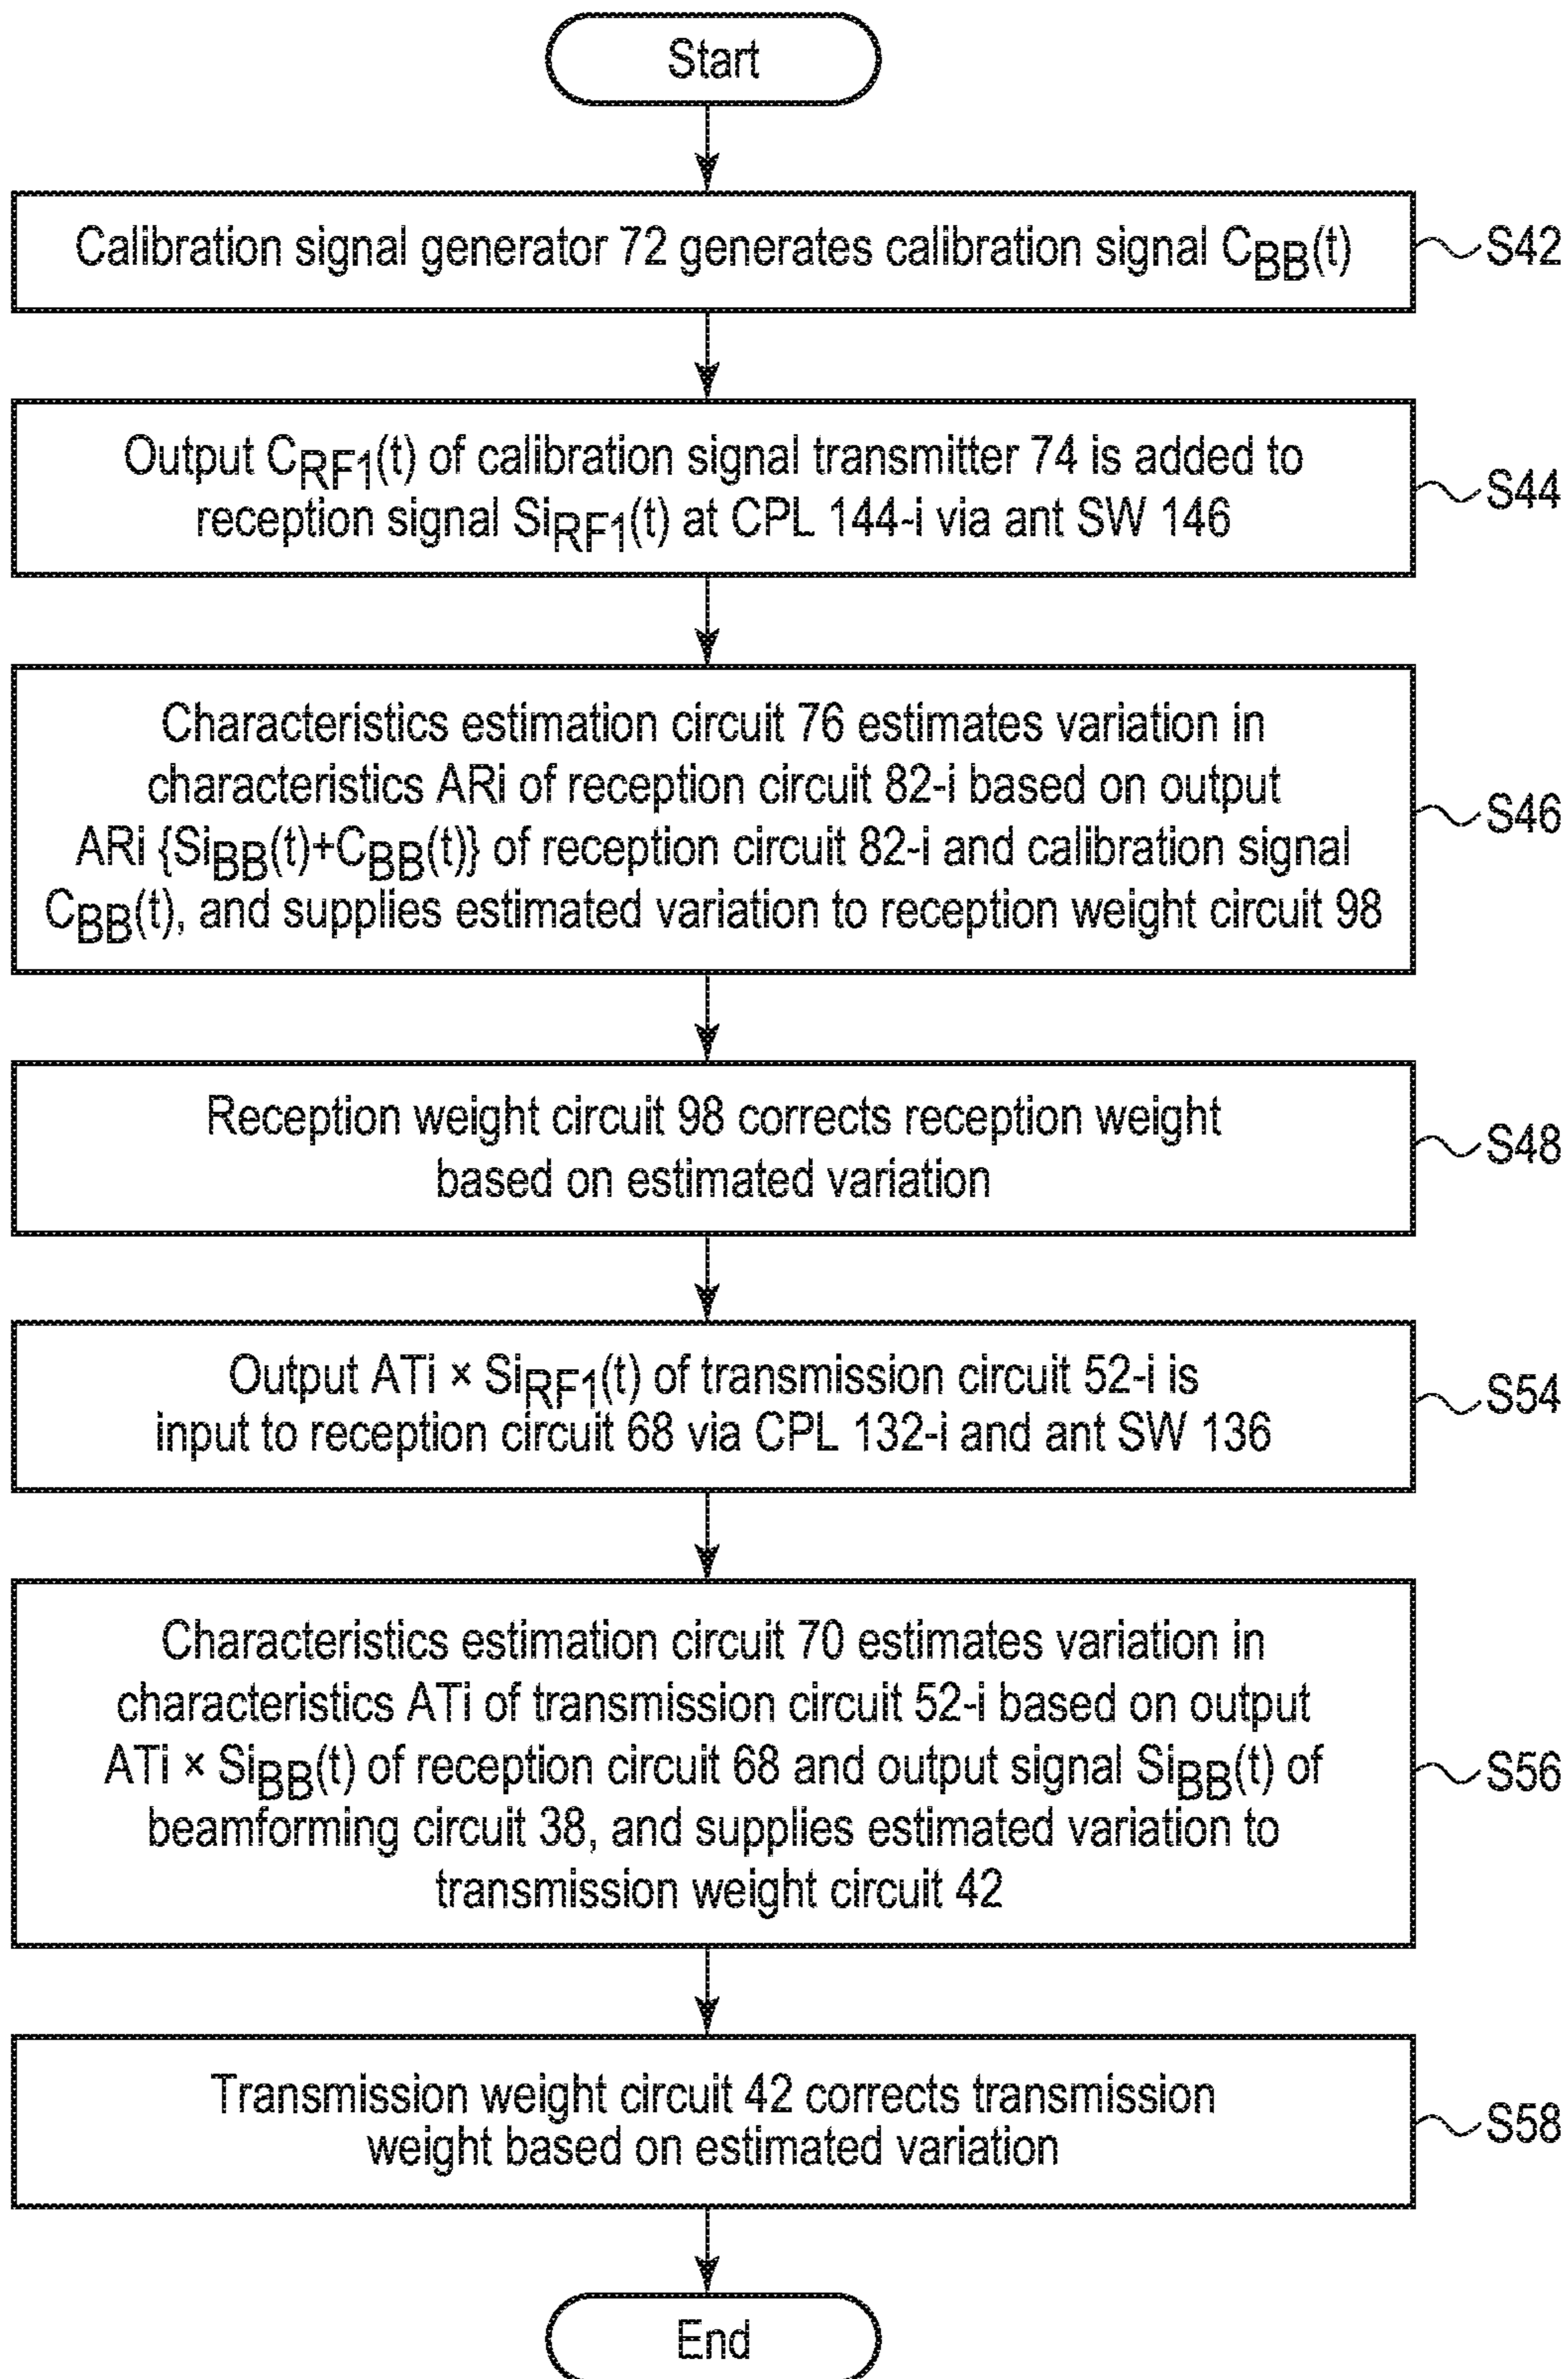 Start
Calibration signal generator 72 generates calibration signal CBB(t)
S42
Output CRF1(t) of calibration signal transmitter 74 is added to
reception signal SiRF1(t) at CPL 144-i via ant SW 146
S44
Characteristics estimation circuit 76 estimates variation in
characteristics ARi of reception circuit 82-i based on output
ARi {SiBB(t)+CBB(t)} of reception circuit 82-i and calibration signal
CBB(t), and supplies estimated variation to reception weight circuit 98
S46
Reception weight circuit 98 corrects reception weight
based on estimated variation
S48
Output ATi × SiRF1(t) of transmission circuit 52-i is
input to reception circuit 68 via CPL 132-i and ant SW 136
S54
Characteristics estimation circuit 70 estimates variation in
characteristics ATi of transmission circuit 52-i based on output
ATi × SiBB(t) of reception circuit 68 and output signal SiBB(t) of
beamforming circuit 38, and supplies estimated variation to
transmission weight circuit 42
S56
Transmission weight circuit 42 corrects transmission
weight based on estimated variation
S58
End